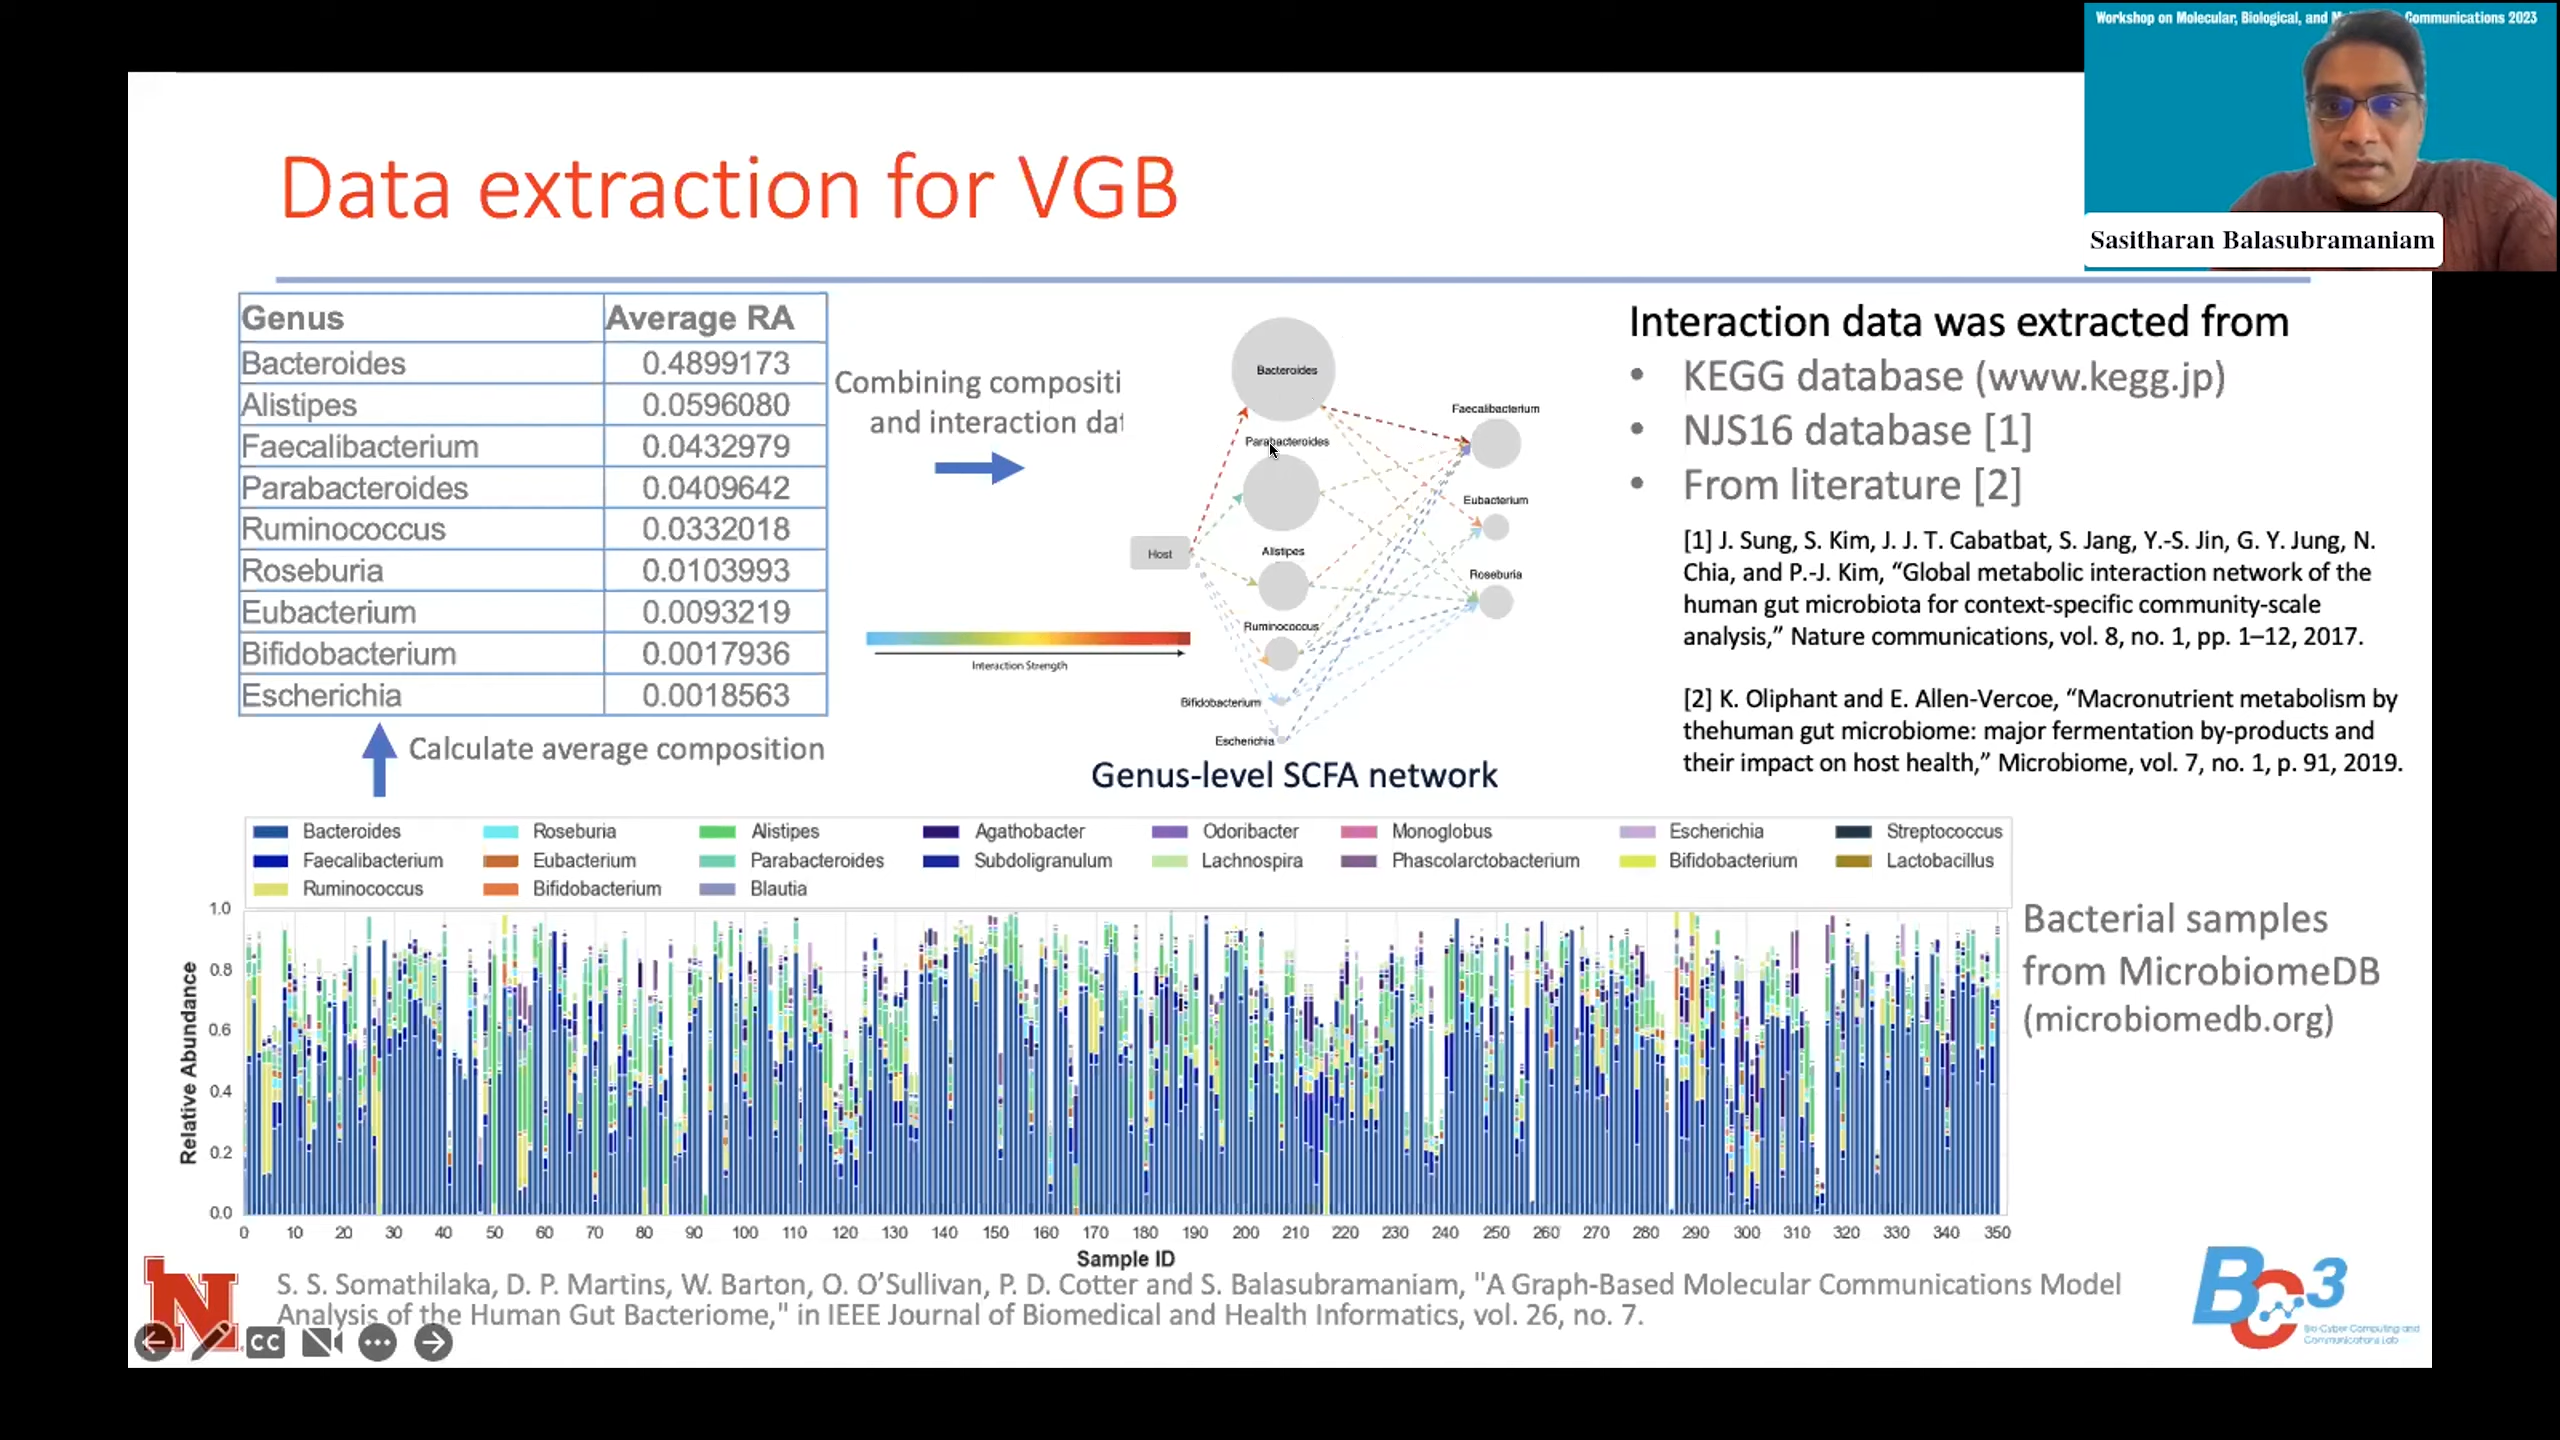 Workshop on Molecular, Biological, and Communications 2023
Sasitharan Balasubramaniam
Data extraction for VGB
Genus Average RA
Bacteroides 0.4899173
Alistipes 0.0596080
Faecalibacterium 0.0432979
Parabacteroides 0.0409642
Ruminococcus 0.0332018
Roseburia 0.0103993
Eubacterium 0.0093219
Bifidobacterium 0.0017936
Escherichia 0.0018563
Calculate average composition
Combining compositi
and interaction dat
Interaction Strength
Host
Bacteroides
Parabacteroides
Alistipes
Ruminococcus
Bifidobacterium
Escherichia
Faecalibacterium
Eubacterium
Roseburia
Genus-level SCFA network
Interaction data was extracted from
• KEGG database (www.kegg.jp)
• NJS16 database [1]
• From literature [2]
[1] J. Sung, S. Kim, J. J. T. Cabatbat, S. Jang, Y.-S. Jin, G. Y. Jung, N.
Chia, and P.-J. Kim, “Global metabolic interaction network of the
human gut microbiota for context-specific community-scale
analysis,” Nature communications, vol. 8, no. 1, pp. 1–12, 2017.
[2] K. Oliphant and E. Allen-Vercoe, “Macronutrient metabolism by
thehuman gut microbiome: major fermentation by-products and
their impact on host health,” Microbiome, vol. 7, no. 1, p. 91, 2019.
Bacteroides Roseburia Alistipes Agathobacter Odoribacter Monoglobus Escherichia Streptococcus
Faecalibacterium Eubacterium Parabacteroides Subdoligranulum Lachnospira Phascolarctobacterium Bifidobacterium Lactobacillus
Ruminococcus Bifidobacterium Blautia
Relative Abundance
1.0
0.8
0.6
0.4
0.2
0.0
0 10 20 30 40 50 60 70 80 90 100 110 120 130 140 150 160 170 180 190 200 210 220 230 240 250 260 270 280 290 300 310 320 330 340 350
Sample ID
Bacterial samples
from MicrobiomeDB
(microbiomedb.org)
S. S. Somathilaka, D. P. Martins, W. Barton, O. O’Sullivan, P. D. Cotter and S. Balasubramaniam, "A Graph-Based Molecular Communications Model
Analysis of the Human Gut Bacteriome," in IEEE Journal of Biomedical and Health Informatics, vol. 26, no. 7.
N
CC
BC3
Bio-Cyber Computing and
Communications Lab